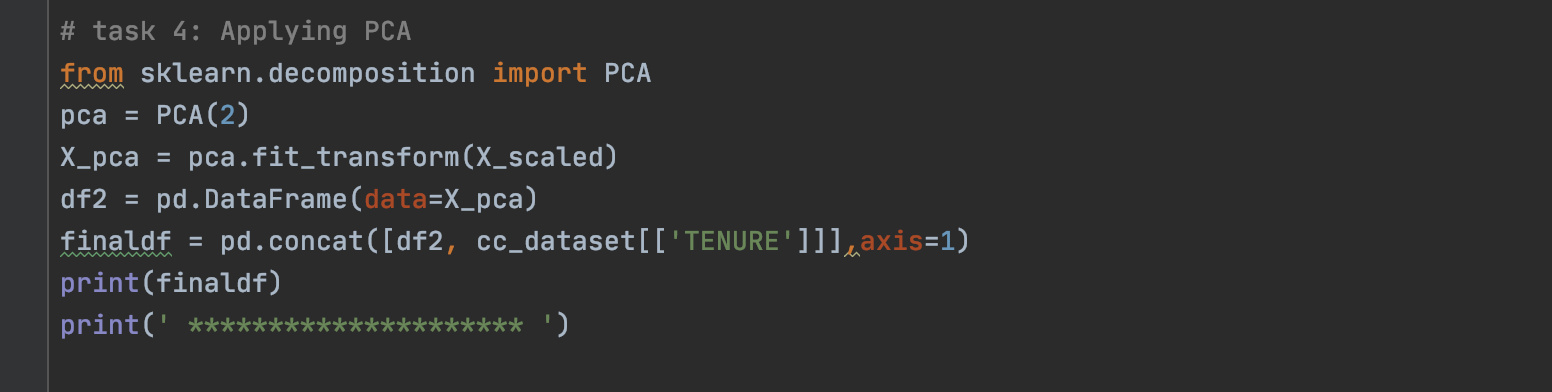 # task 4: Applying PCA
from sklearn.decomposition import PCA
pca = PCA(2)
X_pca = pca.fit_transform(X_scaled)
df2 = pd.DataFrame(data=X_pca)
finaldf = pd.concat([df2, cc_dataset[['TENURE']]],axis=1)
print(finaldf)
print(' ********************* ')